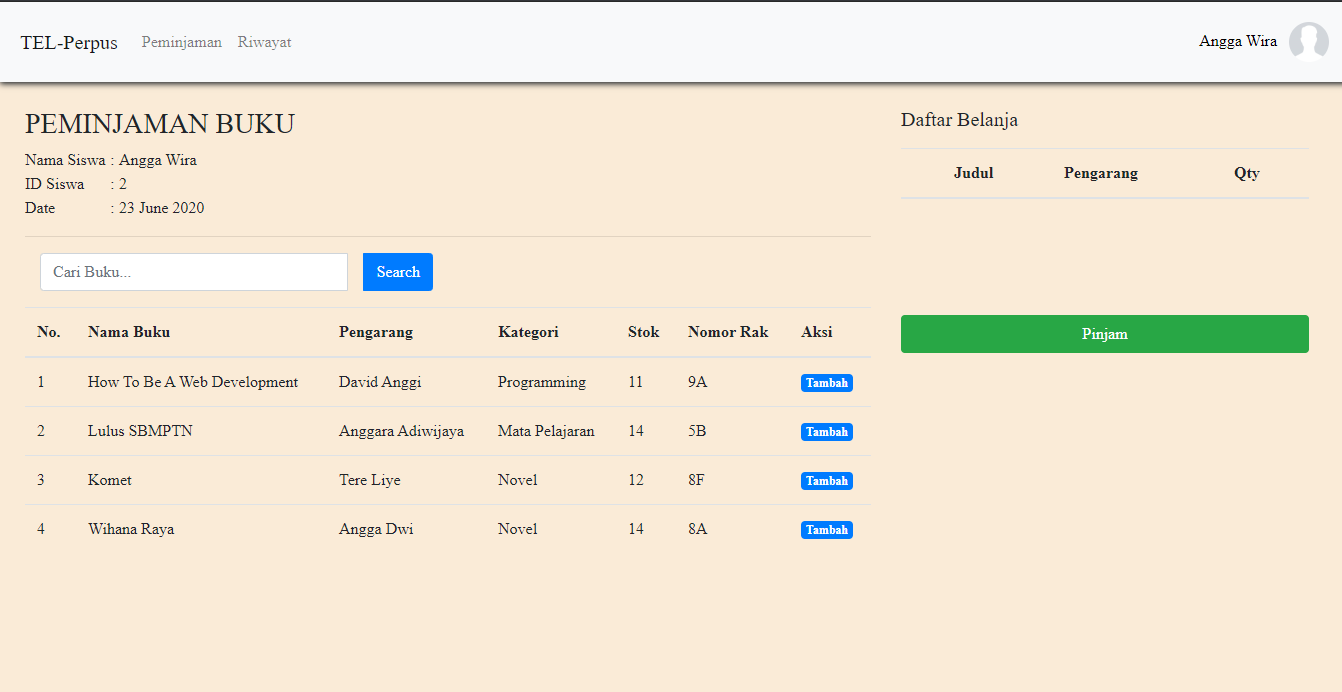 TEL-Perpus Peminjaman Riwayat Angga Wira
PEMINJAMAN BUKU
Nama Siswa : Angga Wira
ID Siswa : 2
Date : 23 June 2020
Cari Buku... Search
No. Nama Buku Pengarang Kategori Stok Nomor Rak Aksi
1 How To Be A Web Development David Anggi Programming 11 9A Tambah
2 Lulus SBMPTN Anggara Adiwijaya Mata Pelajaran 14 5B Tambah
3 Komet Tere Liye Novel 12 8F Tambah
4 Wihana Raya Angga Dwi Novel 14 8A Tambah
Daftar Belanja
Judul Pengarang Qty
Pinjam